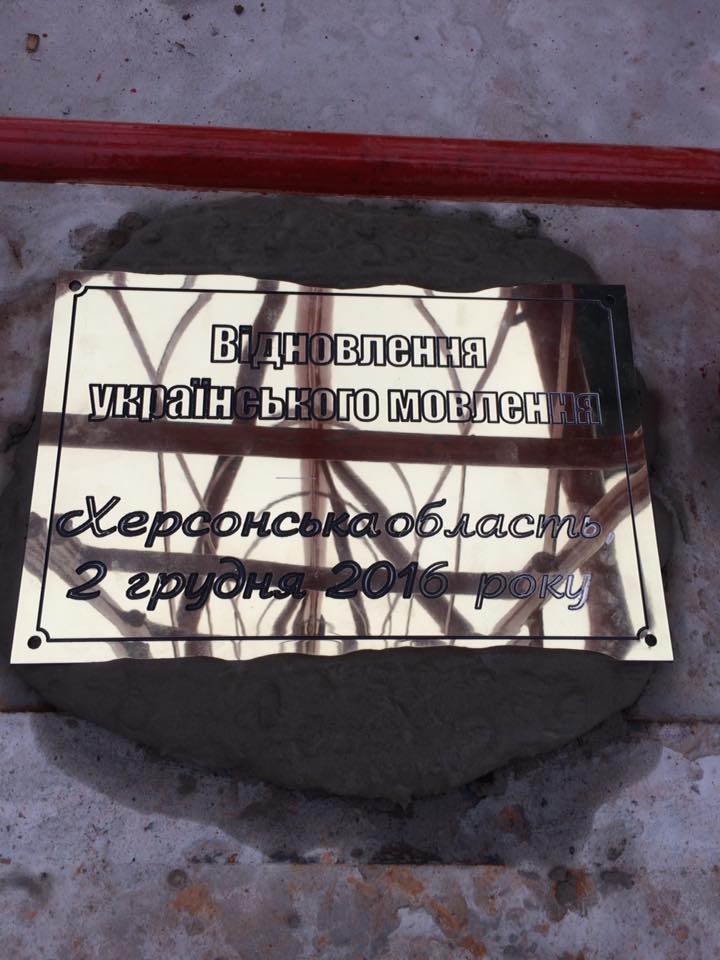 Відновлення
українського мовлення
Херсонська область,
2 грудня 2016 року